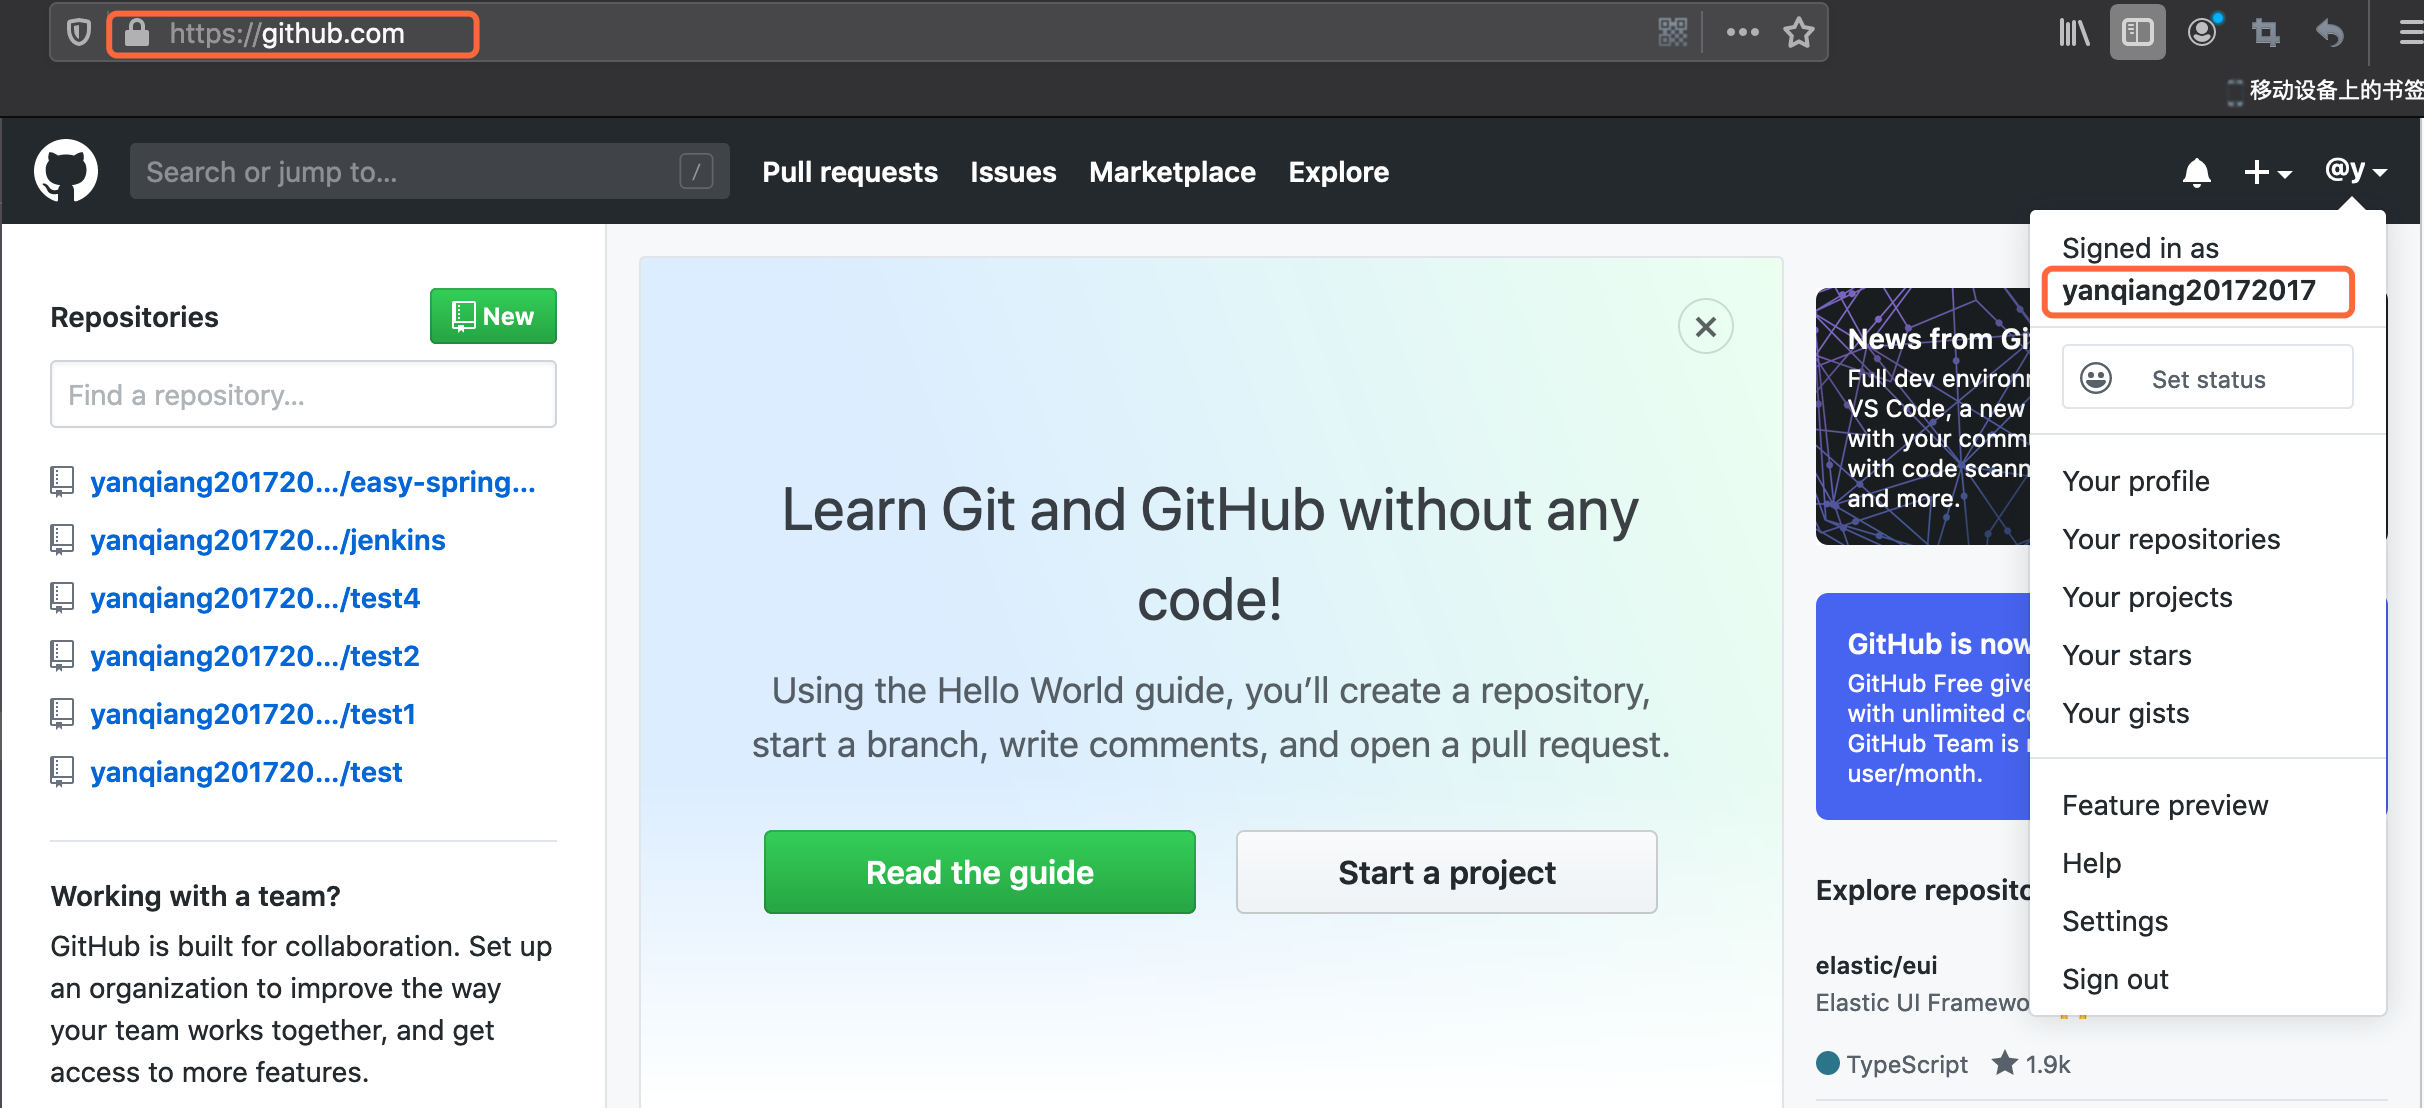 https://github.com
移动设备上的书签
Search or jump to...
/
Pull requests
Issues
Marketplace
Explore
@y
Repositories
New
Find a repository...
yanqiang201720.../easy-spring...
yanqiang201720.../jenkins
yanqiang201720.../test4
yanqiang201720.../test2
yanqiang201720.../test1
yanqiang201720.../test
Working with a team?
GitHub is built for collaboration. Set up
an organization to improve the way
your team works together, and get
access to more features.
Learn Git and GitHub without any
code!
Using the Hello World guide, you’ll create a repository,
start a branch, write comments, and open a pull request.
Read the guide
Start a project
News from Gi
Full dev environ
VS Code, a new
with your comm
with code scann
and more.
GitHub is now
GitHub Free give
with unlimited c
GitHub Team is
user/month.
Explore reposito
elastic/eui
Elastic UI Framewo
TypeScript
1.9k
Signed in as
yanqiang20172017
Set status
Your profile
Your repositories
Your projects
Your stars
Your gists
Feature preview
Help
Settings
Sign out